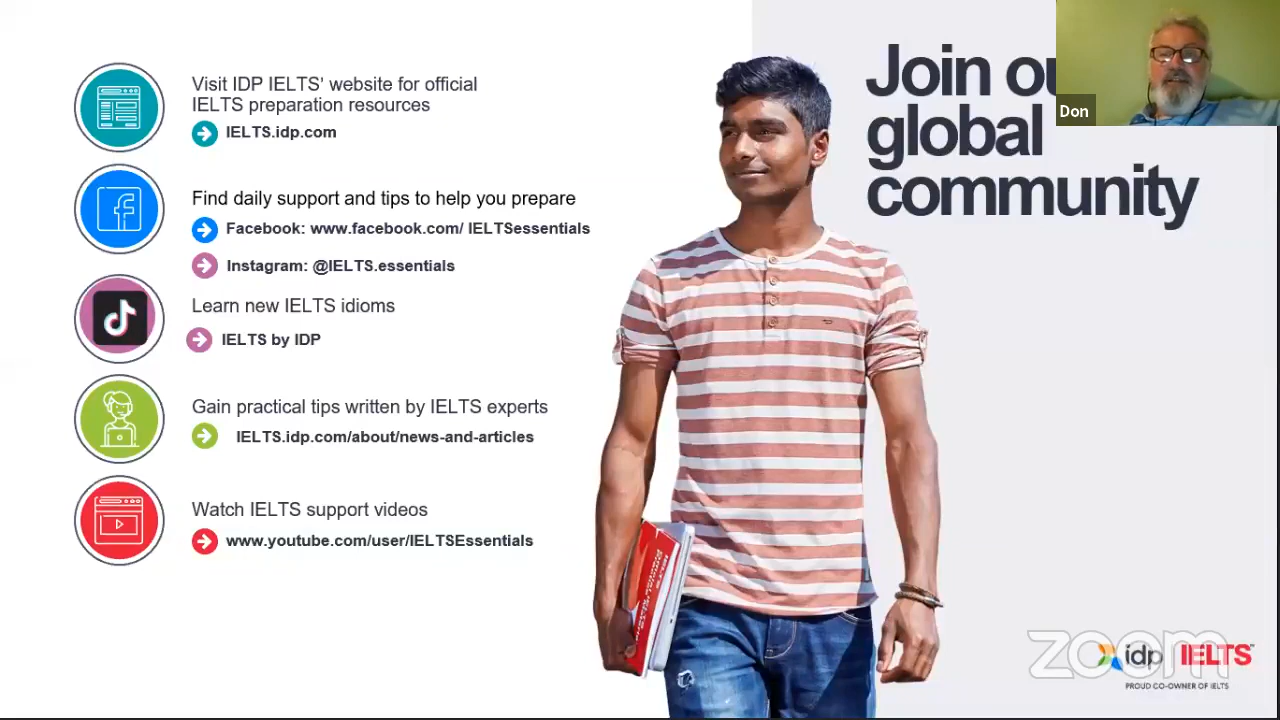 Visit IDP IELTS' website for official
IELTS preparation resources
IELTS.idp.com
Find daily support and tips to help you prepare
Facebook: www.facebook.com/ IELTSessentials
Instagram: @IELTS.essentials
Learn new IELTS idioms
IELTS by IDP
Gain practical tips written by IELTS experts
IELTS.idp.com/about/news-and-articles
Watch IELTS support videos
www.youtube.com/user/IELTSEssentials
Join
global
community
Don
zoom
idp IELTS™
PROUD CO-OWNER OF IELTS